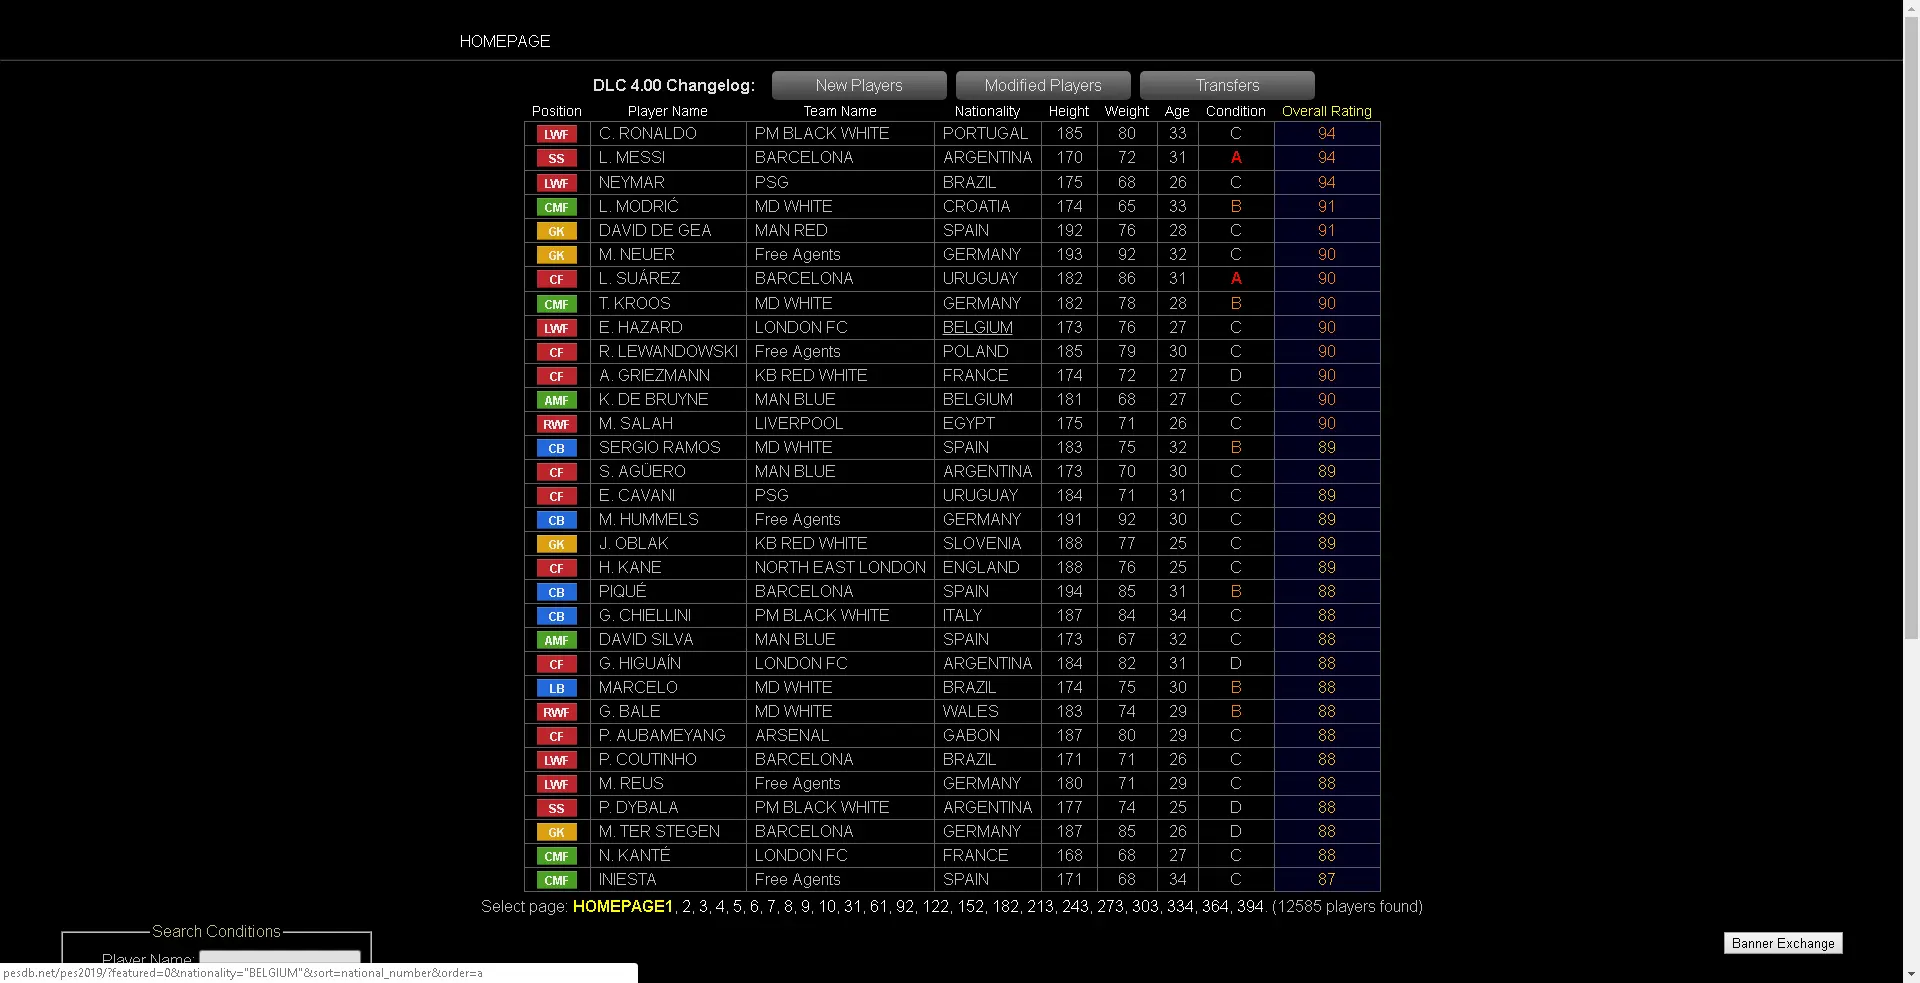 HOMEPAGE
DLC 4.00 Changelog: New Players Modified Players Transfers
Position Player Name Team Name Nationality Height Weight Age Condition Overall Rating
LWF C. RONALDO PM BLACK WHITE PORTUGAL 185 80 33 C 94
SS L. MESSI BARCELONA ARGENTINA 170 72 31 A 94
LWF NEYMAR PSG BRAZIL 175 68 26 C 94
CMF L. MODRIĆ MD WHITE CROATIA 174 65 33 B 91
GK DAVID DE GEA MAN RED SPAIN 192 76 28 C 91
GK M. NEUER Free Agents GERMANY 193 92 32 C 90
CF L. SUÁREZ BARCELONA URUGUAY 182 86 31 A 90
CMF T. KROOS MD WHITE GERMANY 182 78 28 B 90
LWF E. HAZARD LONDON FC BELGIUM 173 76 27 C 90
CF R. LEWANDOWSKI Free Agents POLAND 185 79 30 C 90
CF A. GRIEZMANN KB RED WHITE FRANCE 174 72 27 D 90
AMF K. DE BRUYNE MAN BLUE BELGIUM 181 68 27 C 90
RWF M. SALAH LIVERPOOL EGYPT 175 71 26 C 90
CB SERGIO RAMOS MD WHITE SPAIN 183 75 32 B 89
CF S. AGÜERO MAN BLUE ARGENTINA 173 70 30 C 89
CF E. CAVANI PSG URUGUAY 184 71 31 C 89
CB M. HUMMELS Free Agents GERMANY 191 92 30 C 89
GK J. OBLAK KB RED WHITE SLOVENIA 188 77 25 C 89
CF H. KANE NORTH EAST LONDON ENGLAND 188 76 25 C 89
CB PIQUÉ BARCELONA SPAIN 194 85 31 B 88
CB G. CHIELLINI PM BLACK WHITE ITALY 187 84 34 C 88
AMF DAVID SILVA MAN BLUE SPAIN 173 67 32 C 88
CF G. HIGUAÍN LONDON FC ARGENTINA 184 82 31 D 88
LB MARCELO MD WHITE BRAZIL 174 75 30 B 88
RWF G. BALE MD WHITE WALES 183 74 29 B 88
CF P. AUBAMEYANG ARSENAL GABON 187 80 29 C 88
LWF P. COUTINHO BARCELONA BRAZIL 171 71 26 C 88
LWF M. REUS Free Agents GERMANY 180 71 29 C 88
SS P. DYBALA PM BLACK WHITE ARGENTINA 177 74 25 D 88
GK M. TER STEGEN BARCELONA GERMANY 187 85 26 D 88
CMF N. KANTÉ LONDON FC FRANCE 168 68 27 C 88
CMF INIESTA Free Agents SPAIN 171 68 34 C 87
Select page: HOMEPAGE1, 2, 3, 4, 5, 6, 7, 8, 9, 10, 31, 61, 92, 122, 152, 182, 213, 243, 273, 303, 334, 364, 394. (12585 players found)
Search Conditions
Banner Exchange
Player Name:
pesdb.net/pes2019/?featured=0&nationality="BELGIUM"&sort=national_number&order=a